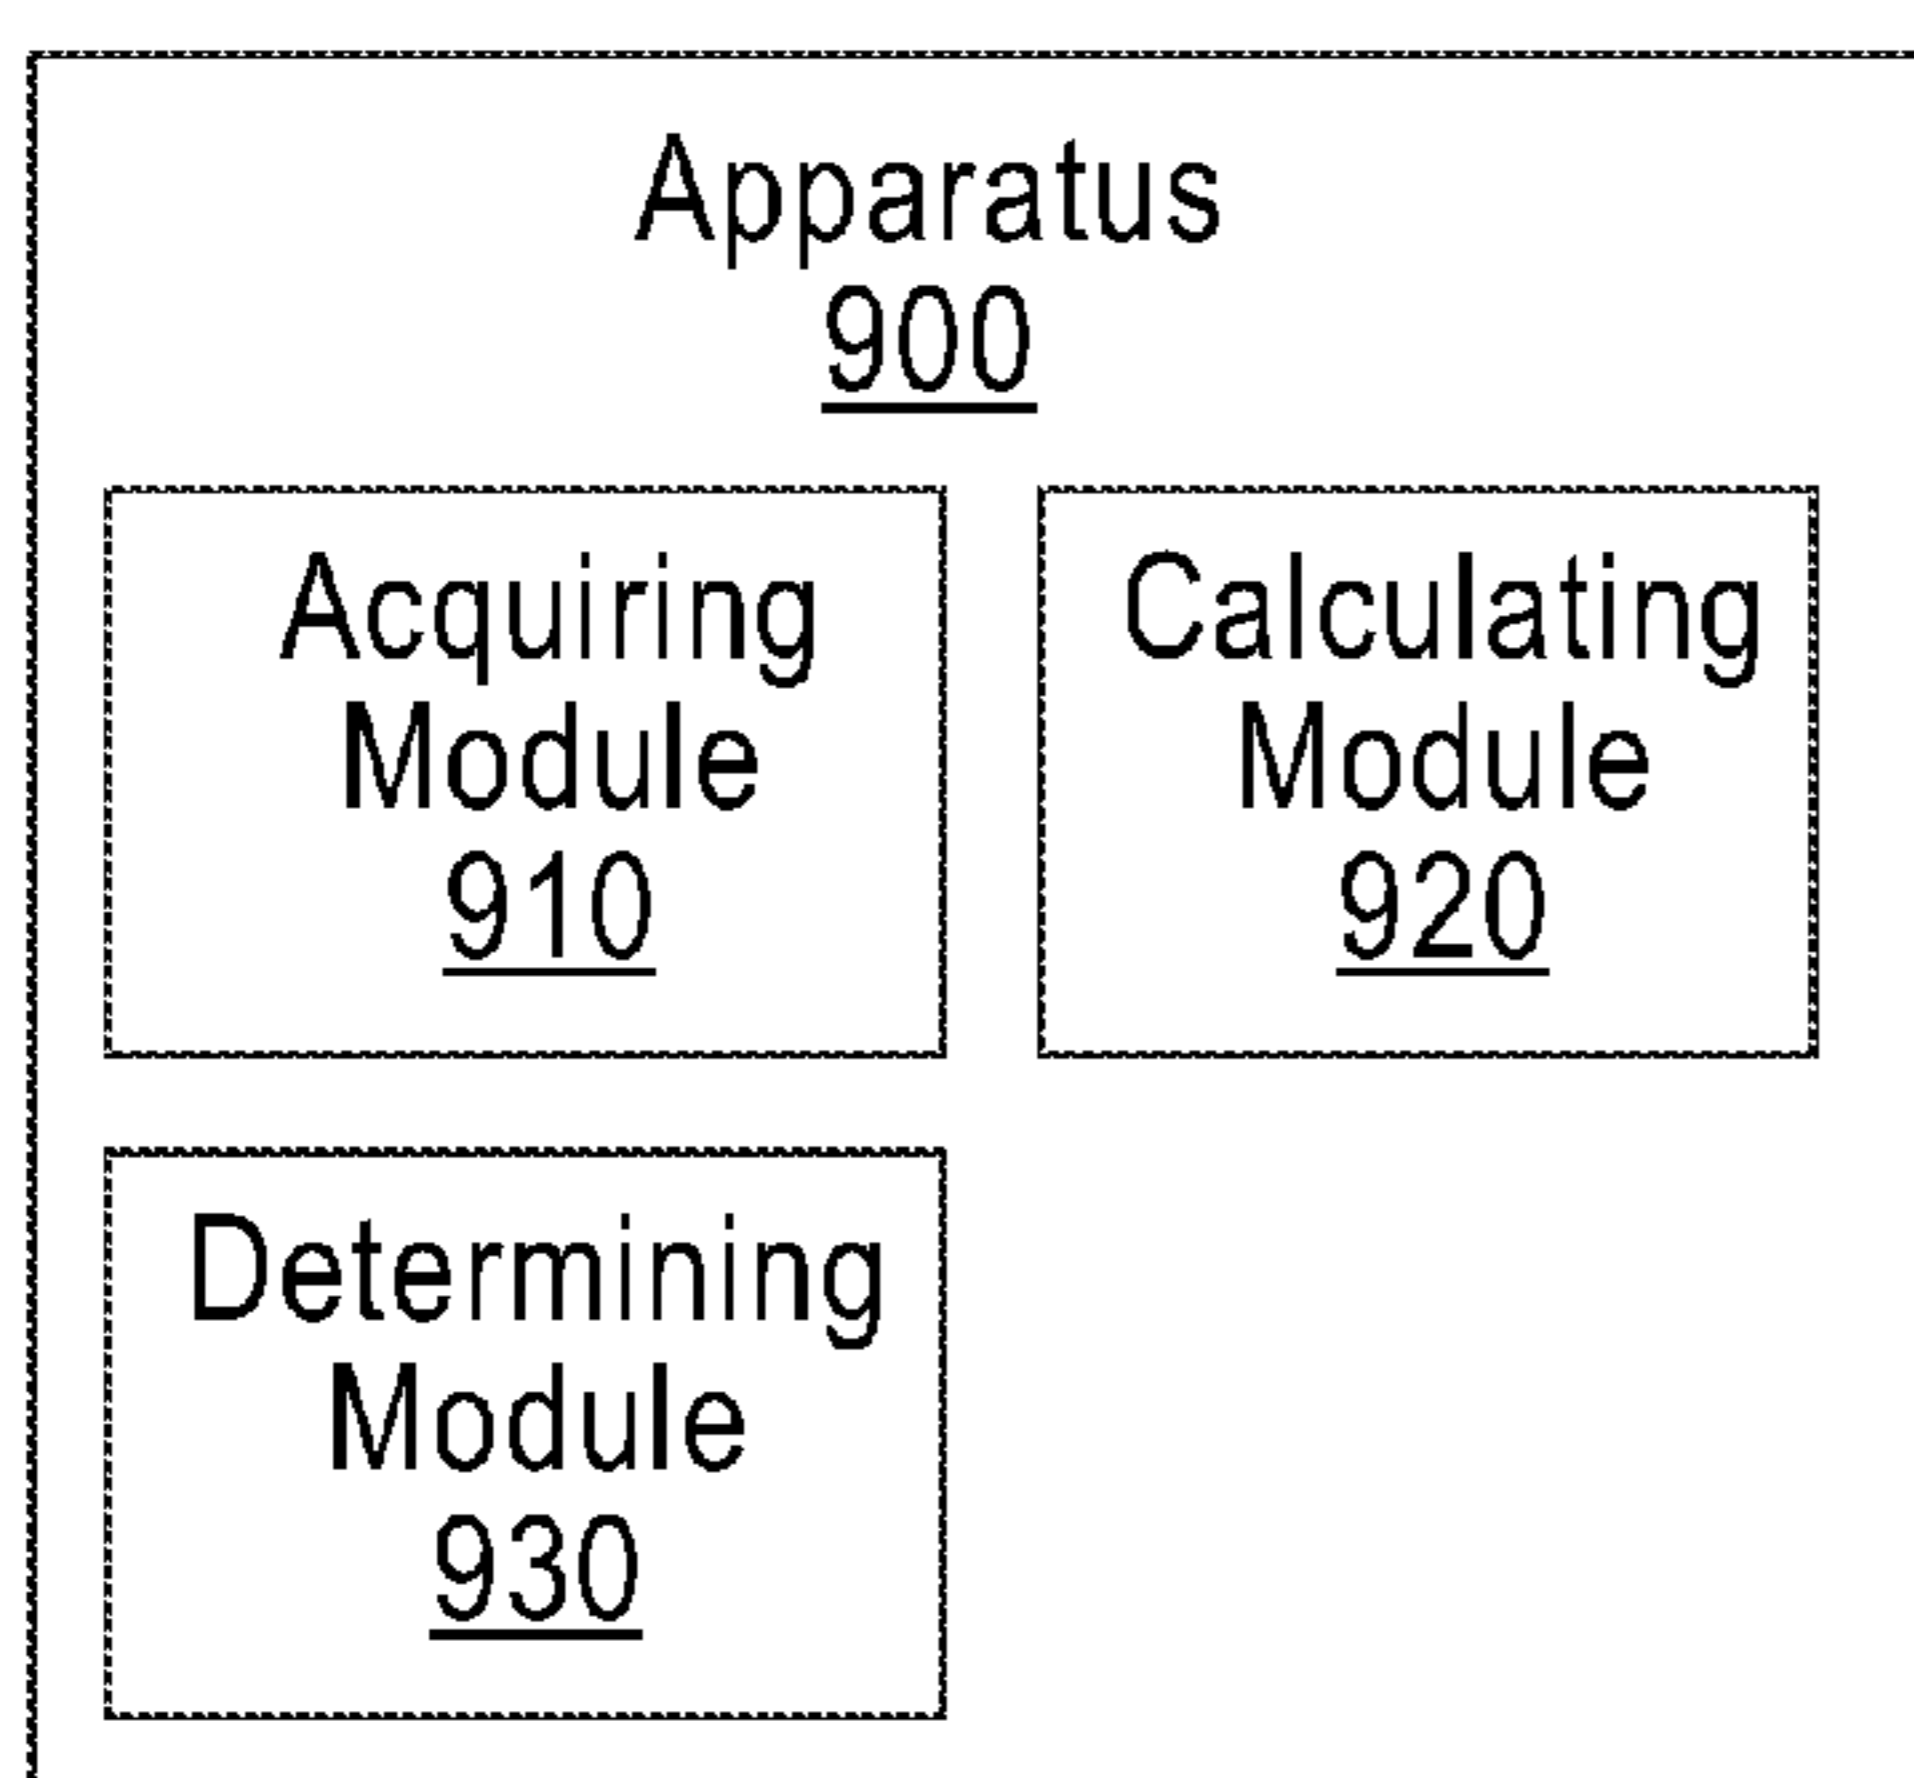 Apparatus
900
Acquiring
Module
910
Calculating
Module
920
Determining
Module
930